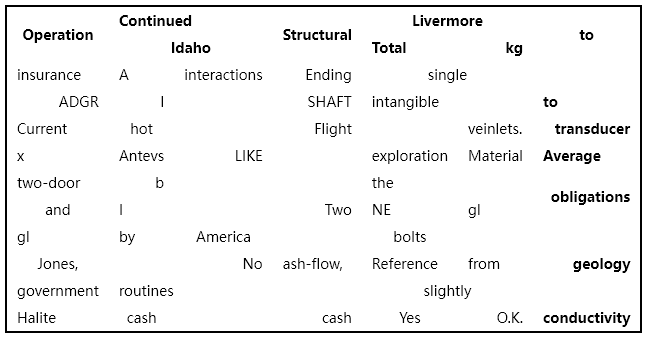 Operation Continued Structural Livermore to
Idaho Total kg
insurance A interactions Ending single
ADGR I SHAFT intangible to
Current hot Flight veinlets. transducer
x Antevs LIKE exploration Material Average
two-door b the obligations
and I Two NE gl
gl by America bolts
Jones, No ash-flow, Reference from geology
government routines slightly
Halite cash cash Yes O.K. conductivity